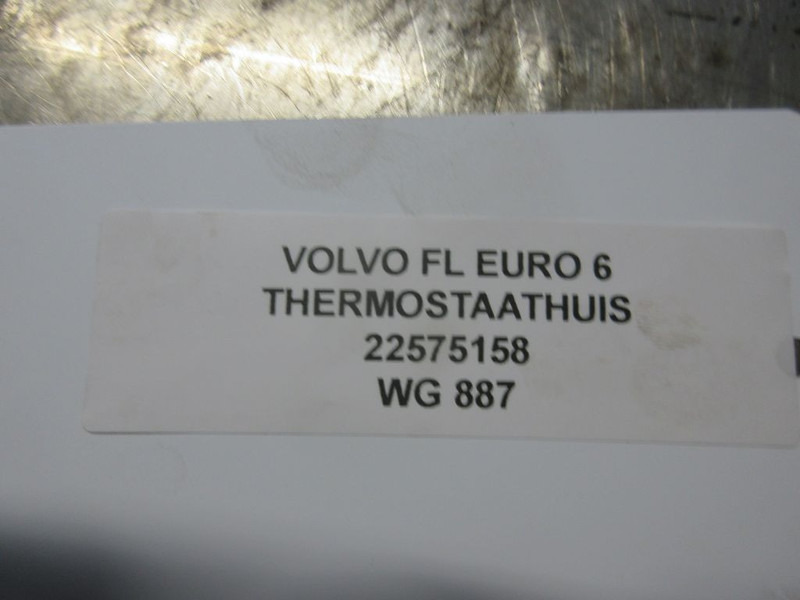 VOLVO FL EURO 6
THERMOSTAATHUIS
22575158
WG 887